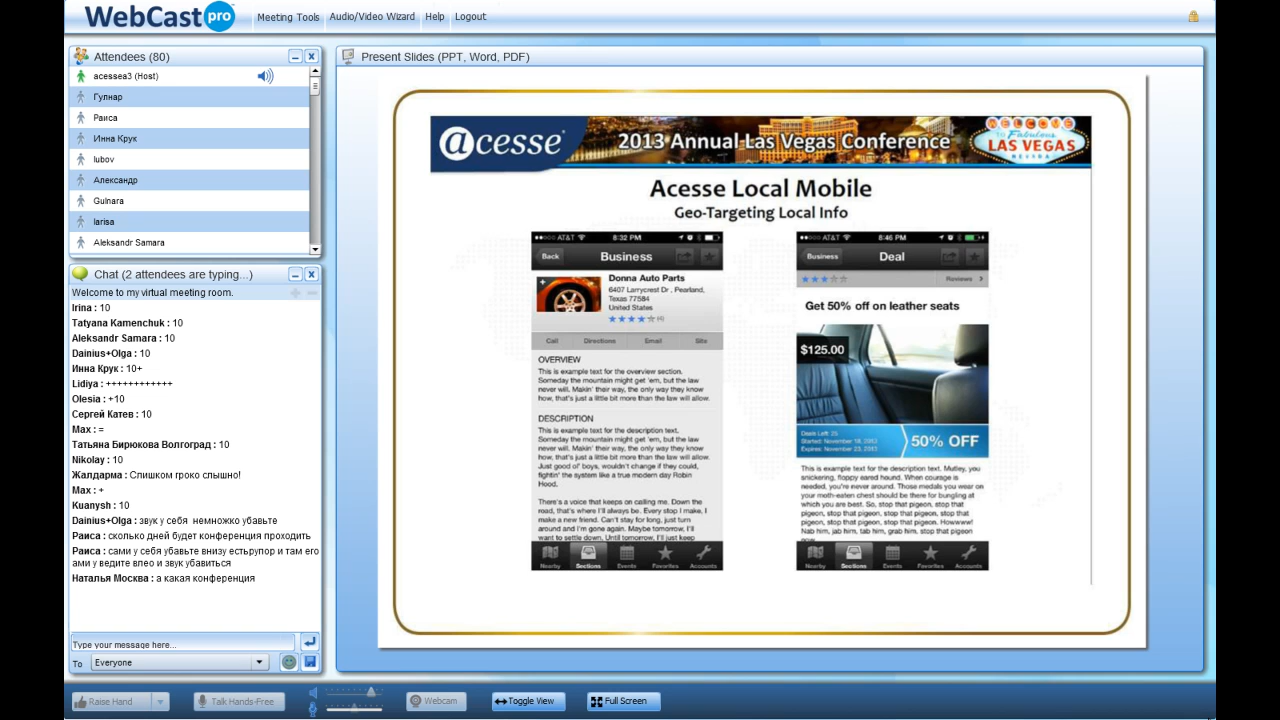 WebCast pro
Meeting Tools Audio/Video Wizard Help Logout
Attendees (80)
acessea3 (Host)
Гулнар
Раиса
Инна Крук
lubov
Александр
Gulnara
larisa
Aleksandr Samara
Chat (2 attendees are typing...)
Welcome to my virtual meeting room.
Irina : 10
Tatyana Kamenchuk : 10
Aleksandr Samara : 10
Dainius+Olga : 10
Инна Крук : 10+
Lidiya : ++++++++++++
Olesia : +10
Сергей Катев : 10
Max : =
Татьяна Бирюкова Волгоград : 10
Nikolay : 10
Жалдарма : Слишком гроко спышно!
Max : +
Kuanysh : 10
Dainius+Olga : звук у себя немножко убавьте
Раиса : сколько дней будет конференция проходить
Раиса : сами у себя убавьте внизу естьрупор и там его
ами у ведите влео и звук убавиться
Наталья Москва : а какая конференция
Type your message here...
To Everyone
Raise Hand
Talk Hands-Free
Webcam
Toggle View
Full Screen
Present Slides (PPT, Word, PDF)
@cesse
2013 Annual Las Vegas Conference
WELCOME
TO Fabulous
LAS VEGAS
NEVADA
Acesse Local Mobile
Geo-Targeting Local Info
AT&T 8:32 PM
Back Business
Donna Auto Parts
6407 Larrycrest Dr , Pearland,
Texas 77584
United States
(4)
Call Directions Email Site
OVERVIEW
This is example text for the overview section.
Someday the mountain might get 'em, but the law
never will. Makin' their way, the only way they know
how, that's just a little bit more than the law will allow.
DESCRIPTION
This is example text for the description text.
Someday the mountain might get 'em, but the law
never will. Makin' their way, the only way they know
how, that's just a little bit more than the law will allow.
Just good ol' boys, wouldn't change if they could,
fightin' the system like a true modern day Robin
Hood.
There's a voice that keeps on calling me. Down the
road, that's where I'll always be. Every stop I make, I
make a new friend. Can't stay for long, just turn
around and I'm gone again. Maybe tomorrow, I'll
want to settle down. Until tomorrow, I'll just keep
Nearby Sections Events Favorites Accounts
AT&T 8:46 PM
Business Deal
Reviews 3
Get 50% off on leather seats
$125.00
Deals Left: 25
Started: November 18, 2013
Expires: November 23, 2013
50% OFF
This is example text for the description text. Mutley, you
snickering, floppy eared hound. When courage is
needed, you're never around. Those medals you wear on
your moth-eaten chest should be there for bungling at
which you are best. So, stop that pigeon, stop that
pigeon, stop that pigeon, stop that pigeon, stop that
pigeon, stop that pigeon, stop that pigeon. Howwww!
Nab him, jab him, tab him, grab him, stop that pigeon
Nearby Sections Events Favorites Accounts